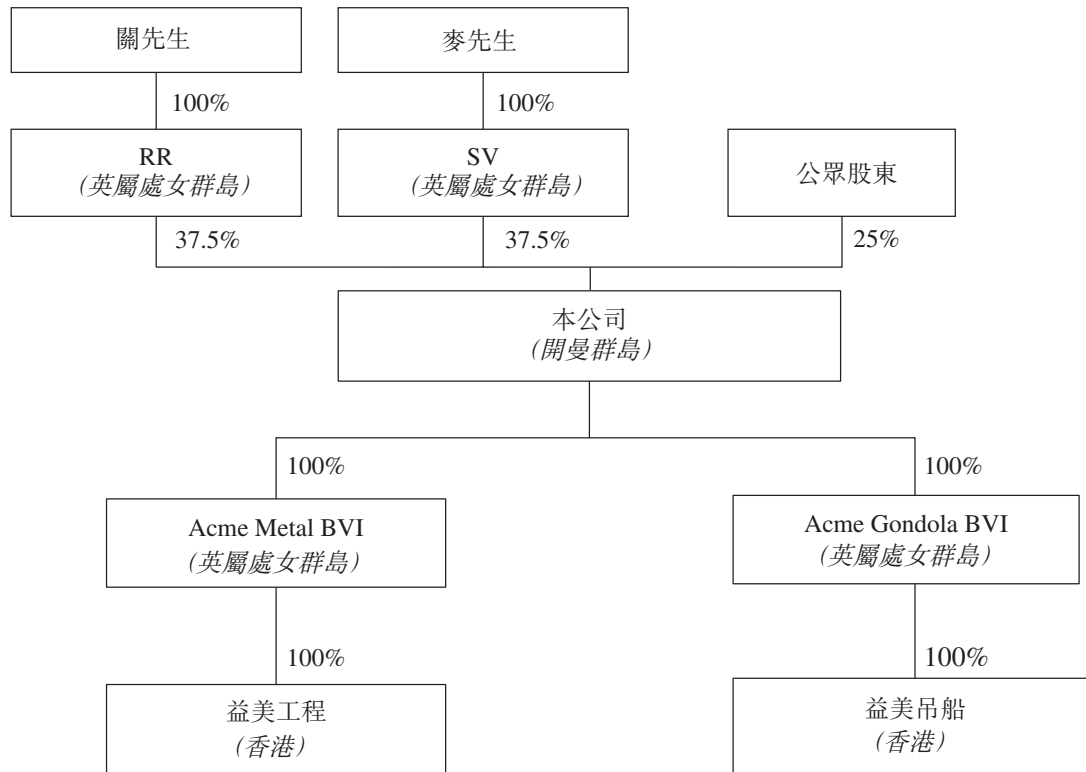 關先生
麥先生
100%
100%
RR
(英屬處女群島)
SV
(英屬處女群島)
公眾股東
37.5%
37.5%
25%
本公司
(開曼群島)
100%
100%
Acme Metal BVI
(英屬處女群島)
Acme Gondola BVI
(英屬處女群島)
100%
100%
益美工程
(香港)
益美吊船
(香港)